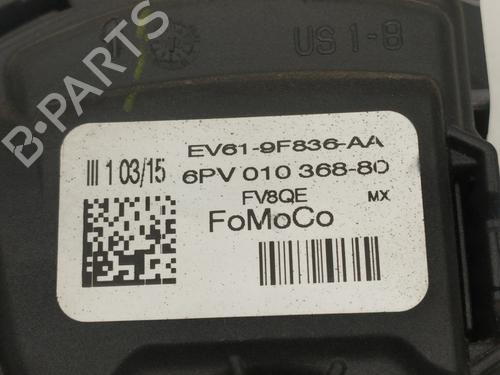 US 1-8
EV61-9F836-AA
III 1 03/15 6PV 010 368-80
FV8QE MX
FoMoCo
B-PARTS